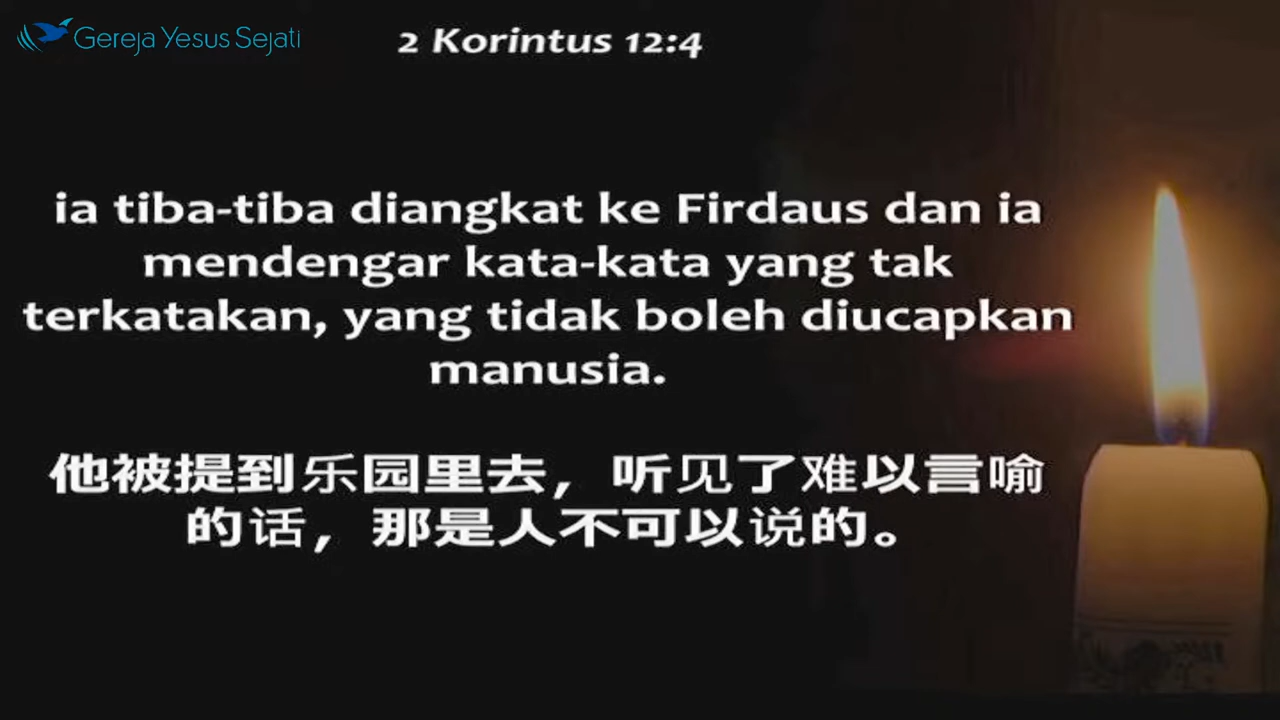 Gereja Yesus Sejati
2 Korintus 12:4
ia tiba-tiba diangkat ke Firdaus dan ia
mendengar kata-kata yang tak
terkatakan, yang tidak boleh diucapkan
manusia.
他被提到乐园里去，听见了难以言喻
的话，那是人不可以说的。